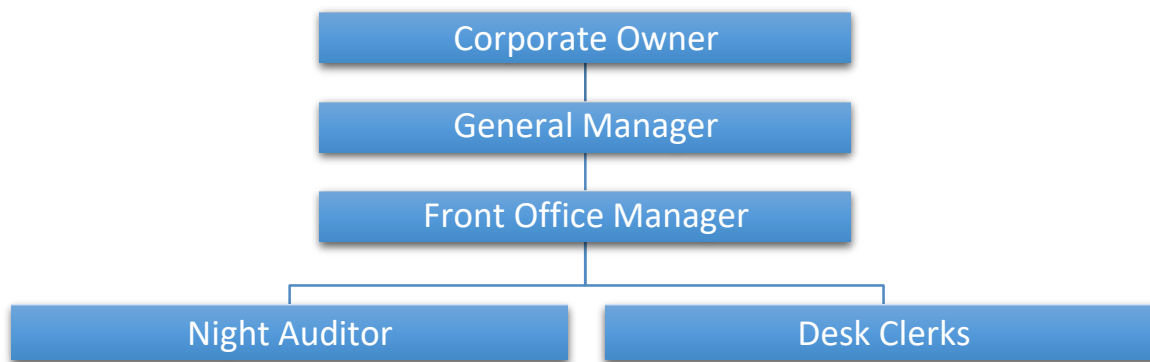 Corporate Owner
General Manager
Front Office Manager
Night Auditor
Desk Clerks